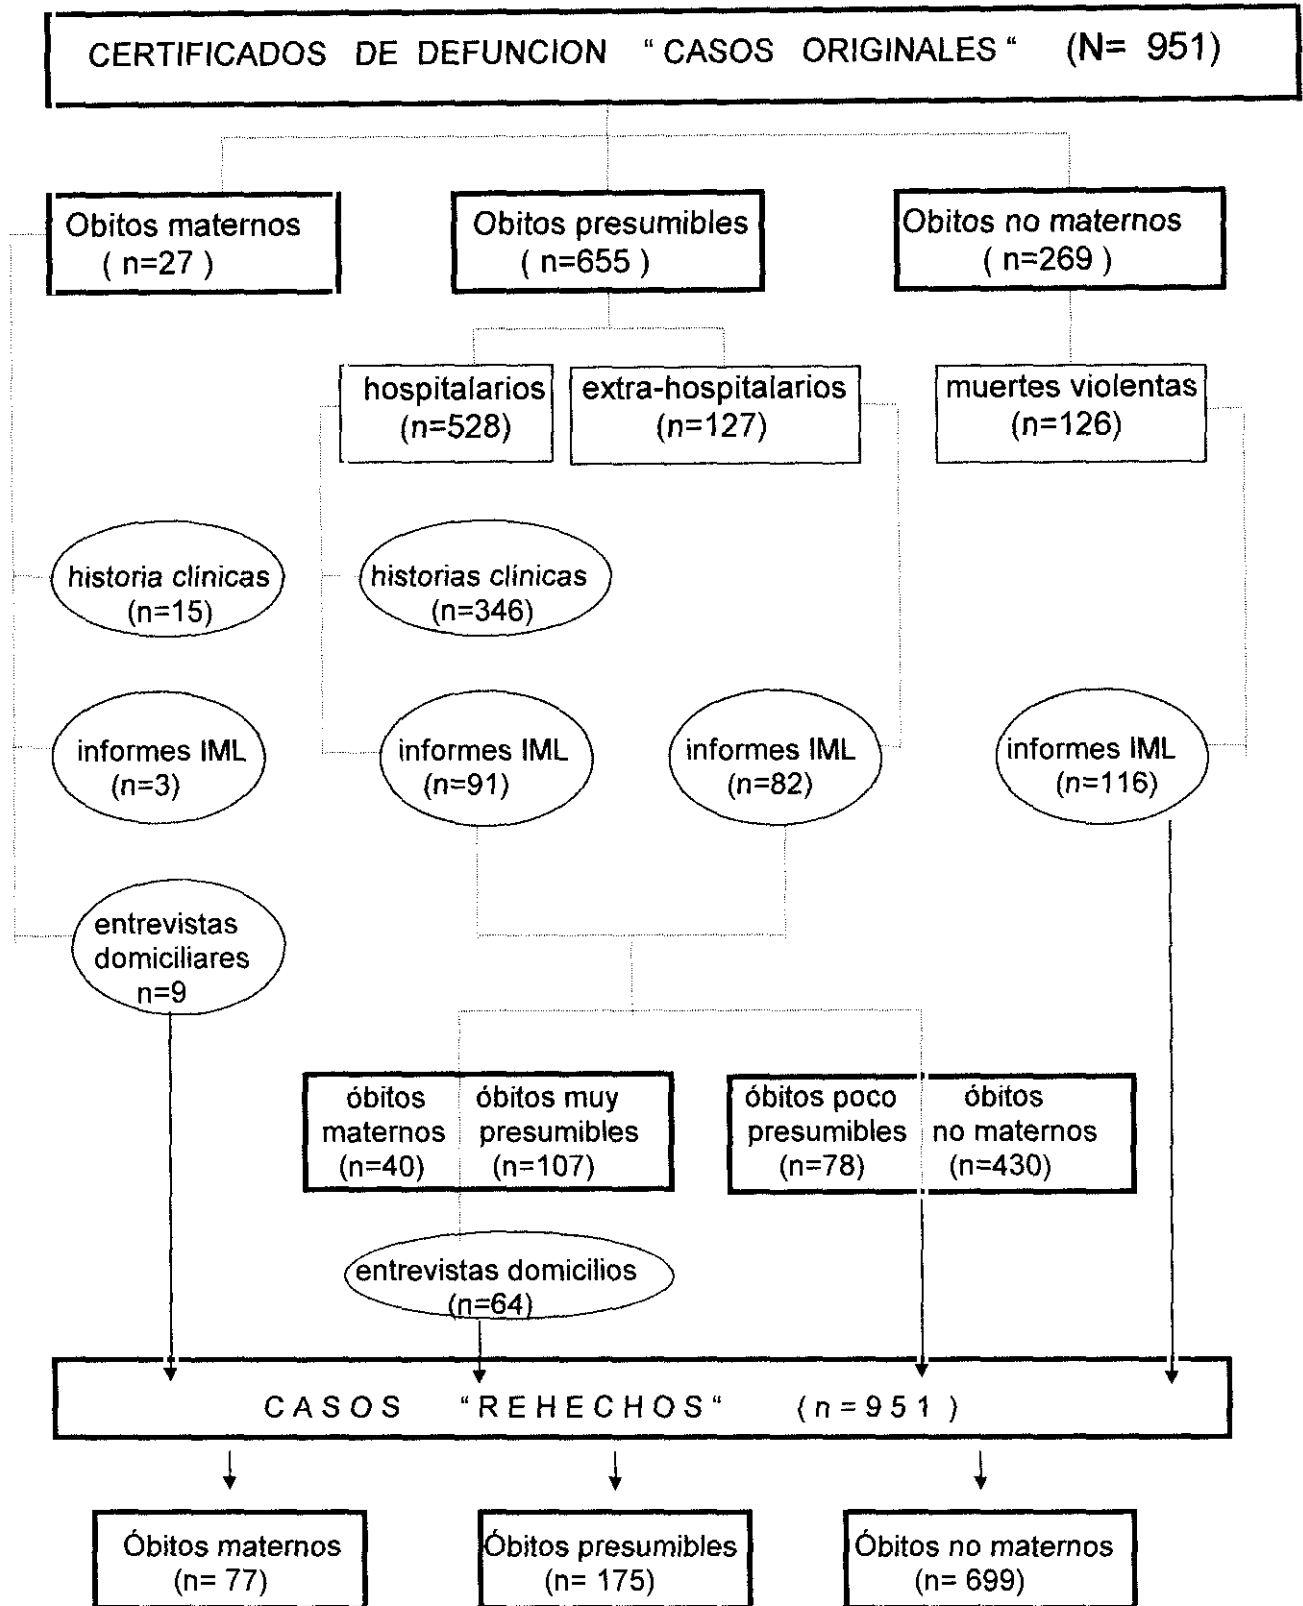 CERTIFICADOS DE DEFUNCION “CASOS ORIGINALES“ (N= 951)
Obitos maternos
( n=27 )
Obitos presumibles
( n=655 )
Obitos no maternos
( n=269 )
hospitalarios
(n=528)
extra-hospitalarios
(n=127)
muertes violentas
(n=126)
historia clínicas
(n=15)
historias clínicas
(n=346)
informes IML
(n=3)
informes IML
(n=91)
informes IML
(n=82)
informes IML
(n=116)
entrevistas
domiciliares
n=9
óbitos
maternos
(n=40)
óbitos muy
presumibles
(n=107)
óbitos poco
presumibles
(n=78)
óbitos
no maternos
(n=430)
entrevistas domicilios
(n=64)
CASOS “REHECHOS“ (n=951)
Óbitos maternos
(n= 77)
Óbitos presumibles
(n= 175)
Óbitos no maternos
(n= 699)